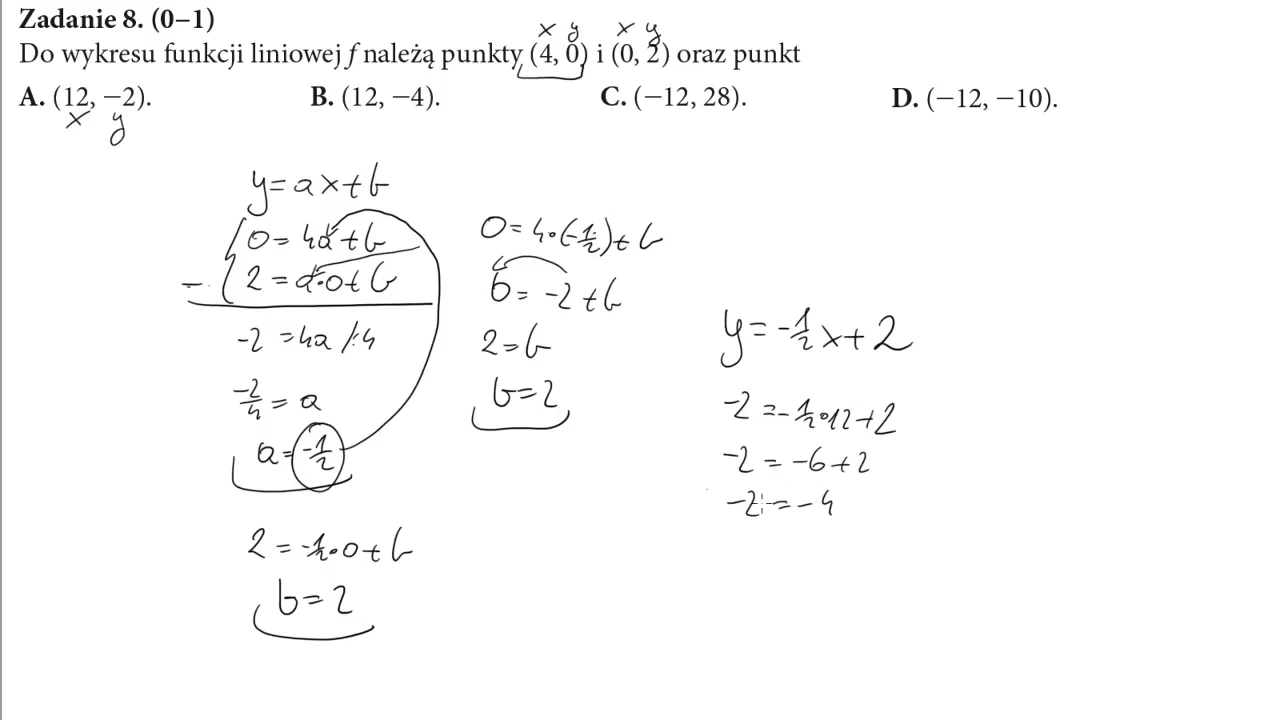 Zadanie 8. (0–1)
x y x y
Do wykresu funkcji liniowej f należą punkty (4, 0) i (0, 2) oraz punkt
A. (12, −2). B. (12, −4). C. (−12, 28). D. (−12, −10).
x y
y = ax + b
0 = 4a + b
2 = a·0 + b
-2 = 4a /:4
-2/4 = a
a = -1/2
2 = -1/2·0 + b
b = 2
0 = 4·(-1/2) + b
0 = -2 + b
2 = b
b = 2
y = -1/2x + 2
-2 = -1/2·12 + 2
-2 = -6 + 2
-2 = -4